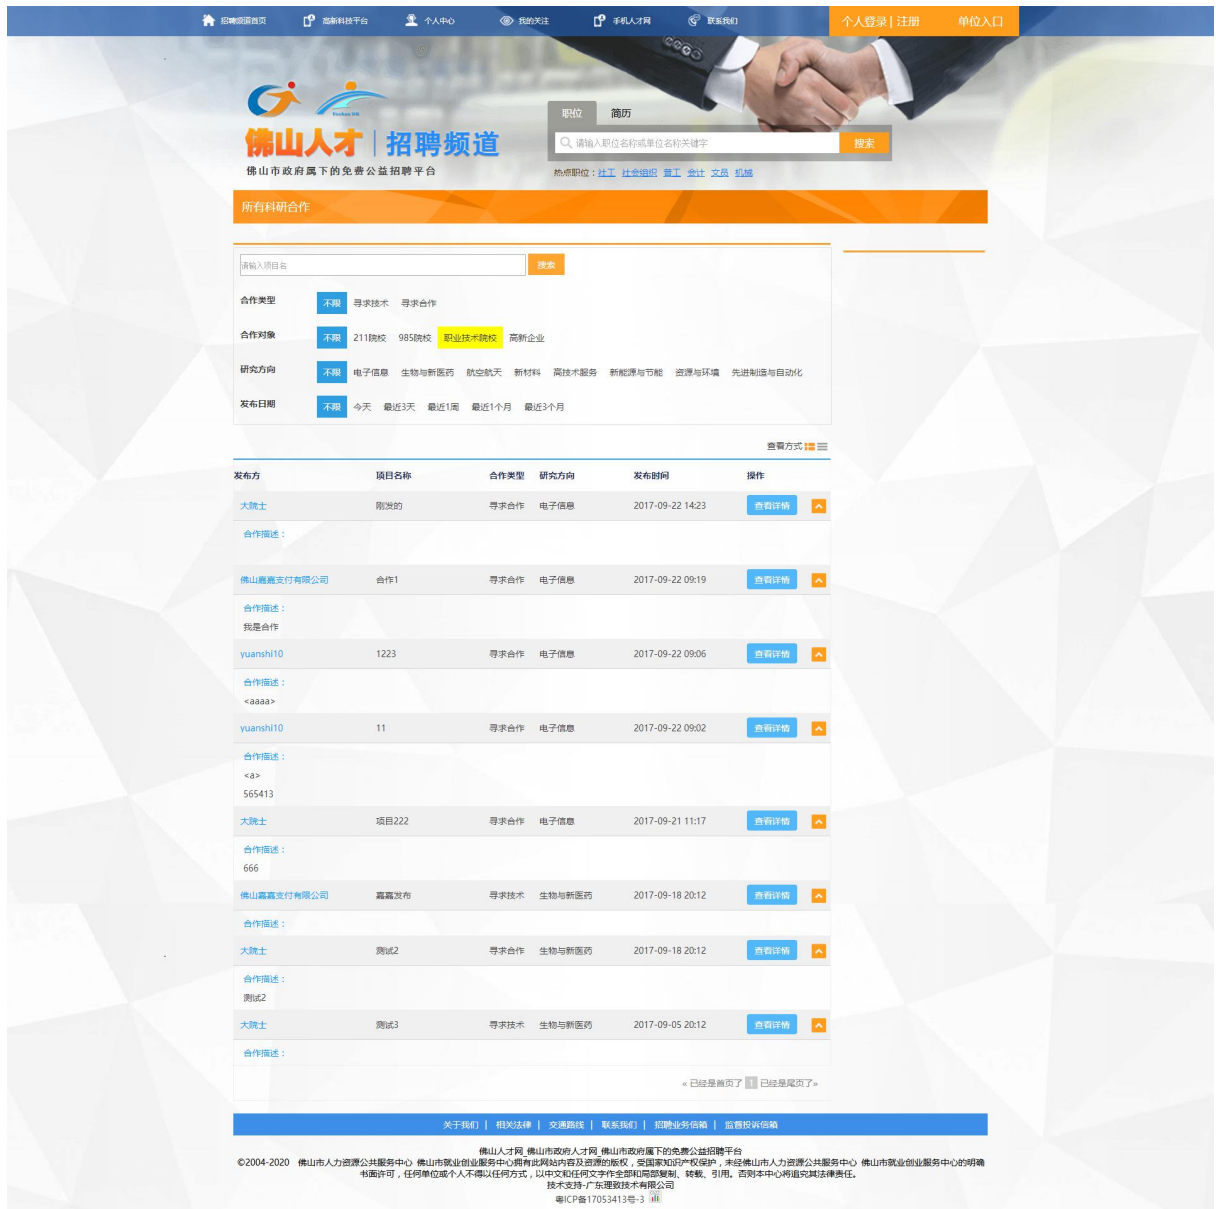 招聘频道首页 高新科技平台 个人中心 我的关注 手机人才网 联系我们 个人登录| 注册 单位入口
Foshan HR
佛山人才 | 招聘频道
佛山市政府属下的免费公益招聘平台
职位 简历
请输入职位名称或单位名称关键字 搜索
热点职位：社工 社会组织 普工 会计 文员 机械
所有科研合作
请输入项目名 搜索
合作类型 不限 寻求技术 寻求合作
合作对象 不限 211院校 985院校 职业技术院校 高新企业
研究方向 不限 电子信息 生物与新医药 航空航天 新材料 高技术服务 新能源与节能 资源与环境 先进制造与自动化
发布日期 不限 今天 最近3天 最近1周 最近1个月 最近3个月
查看方式
发布方 项目名称 合作类型 研究方向 发布时间 操作
大院士 刚发的 寻求合作 电子信息 2017-09-22 14:23 查看详情
合作描述：
佛山嘉嘉支付有限公司 合作1 寻求合作 电子信息 2017-09-22 09:19 查看详情
合作描述：
我是合作
yuanshi10 1223 寻求合作 电子信息 2017-09-22 09:06 查看详情
合作描述：
<aaaa>
yuanshi10 11 寻求合作 电子信息 2017-09-22 09:02 查看详情
合作描述：
<a>
565413
大院士 项目222 寻求合作 电子信息 2017-09-21 11:17 查看详情
合作描述：
666
佛山嘉嘉支付有限公司 嘉嘉发布 寻求技术 生物与新医药 2017-09-18 20:12 查看详情
合作描述：
大院士 测试2 寻求合作 生物与新医药 2017-09-18 20:12 查看详情
合作描述：
测试2
大院士 测试3 寻求技术 生物与新医药 2017-09-05 20:12 查看详情
合作描述：
« 已经是首页了 1 已经是尾页了»
关于我们 | 相关法律 | 交通路线 | 联系我们 | 招聘业务信箱 | 监督投诉信箱
佛山人才网_佛山市政府人才网_佛山市政府属下的免费公益招聘平台
©2004-2020 佛山市人力资源公共服务中心 佛山市就业创业服务中心拥有此网站内容及资源的版权，受国家知识产权保护，未经佛山市人力资源公共服务中心 佛山市就业创业服务中心的明确
书面许可，任何单位或个人不得以任何方式，以中文和任何文字作全部和局部复制、转载、引用。否则本中心将追究其法律责任。
技术支持-广东理致技术有限公司
粤ICP备17053413号-3